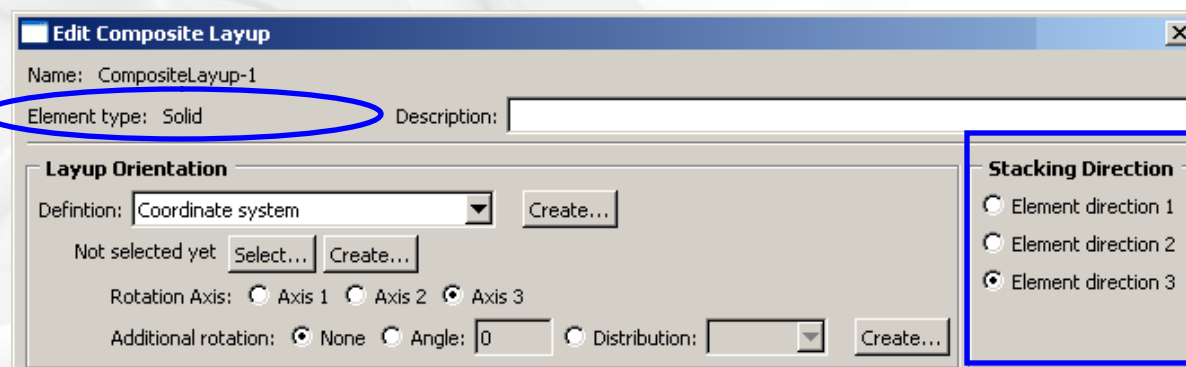 Edit Composite Layup
Name: CompositeLayup-1
Element type: Solid
Description:
Layup Orientation
Defintion: Coordinate system
Create...
Not selected yet Select... Create...
Rotation Axis: Axis 1 Axis 2 Axis 3
Additional rotation: None Angle: 0 Distribution: Create...
Stacking Direction
Element direction 1
Element direction 2
Element direction 3